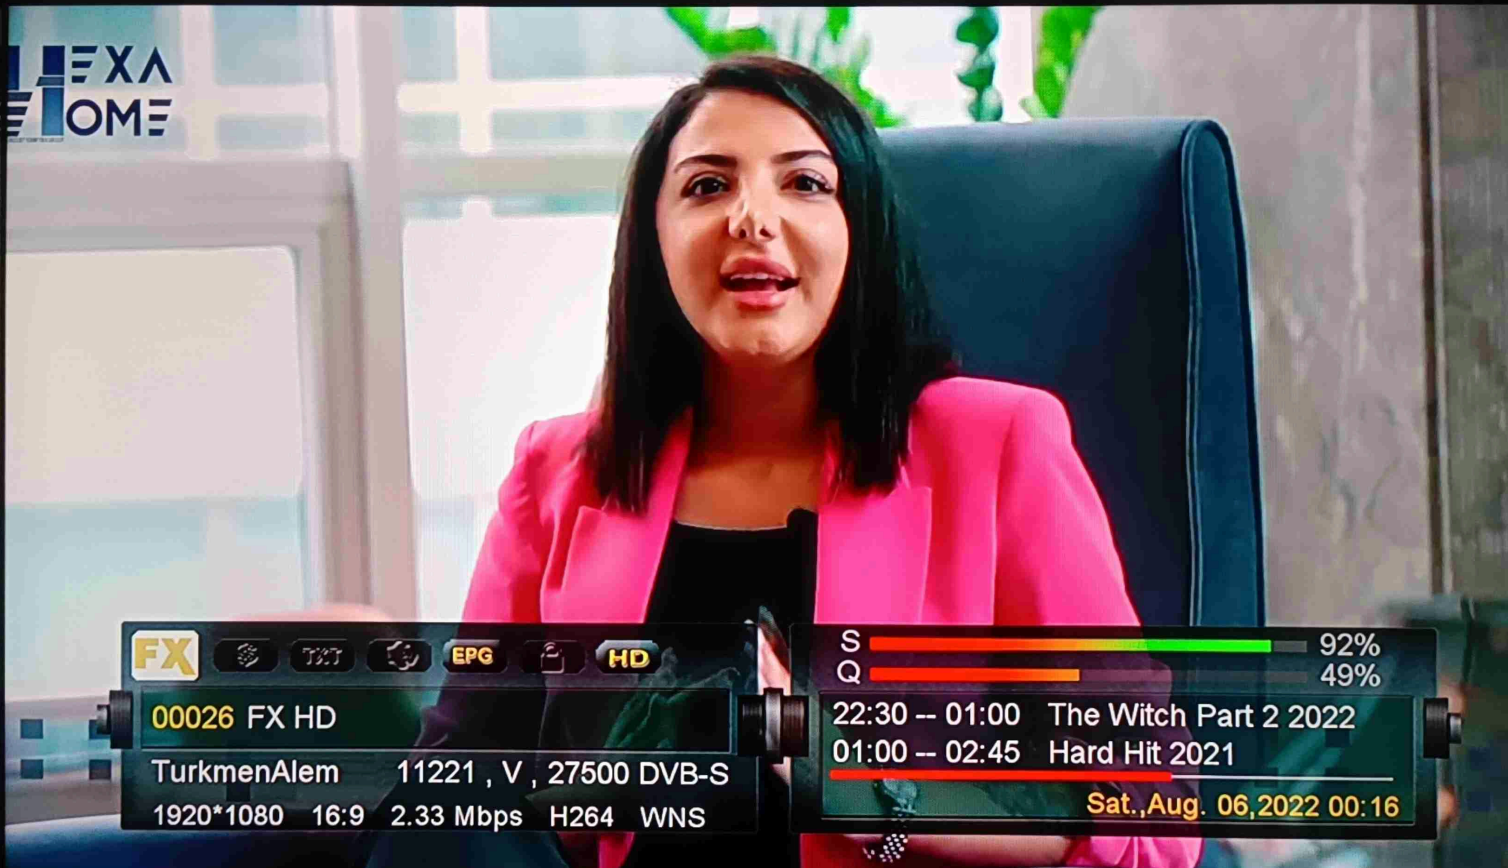 HEXA
HOME
FX TXT EPG HD
00026 FX HD
TurkmenAlem 11221 , V , 27500 DVB-S
1920*1080 16:9 2.33 Mbps H264 WNS
S 92%
Q 49%
22:30 -- 01:00 The Witch Part 2 2022
01:00 -- 02:45 Hard Hit 2021
Sat.,Aug. 06,2022 00:16